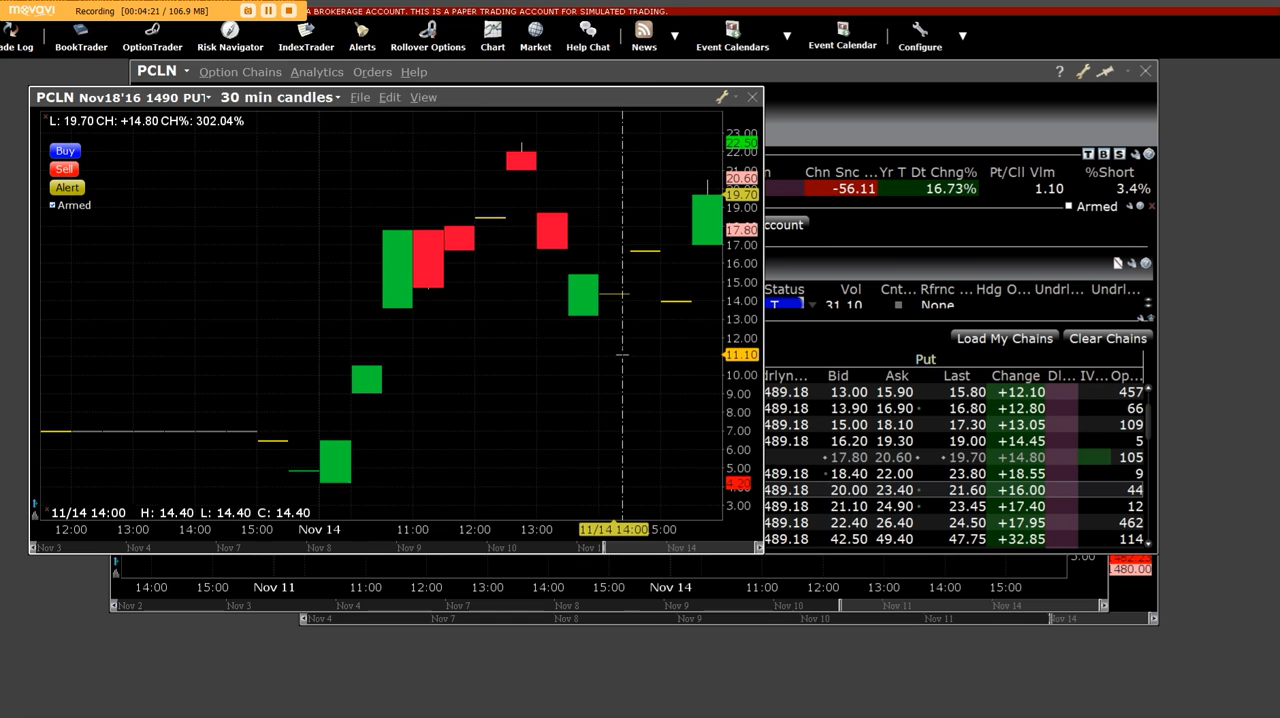 movavi Recording [00:04:21 / 106.9 MB]
A BROKERAGE ACCOUNT. THIS IS A PAPER TRADING ACCOUNT FOR SIMULATED TRADING.
ade Log BookTrader OptionTrader Risk Navigator IndexTrader Alerts Rollover Options Chart Market Help Chat News Event Calendars Event Calendar Configure
PCLN Option Chains Analytics Orders Help
PCLN Nov18'16 1490 PUT 30 min candles File Edit View
L: 19.70 CH: +14.80 CH%: 302.04%
Buy
Sell
Alert
Armed
23.00
22.50
22.00
21.00
20.60
19.70
19.00
17.80
17.00
16.00
15.00
14.00
13.00
12.00
11.10
10.00
9.00
8.00
7.00
6.00
5.00
4.20
3.00
11/14 14:00 H: 14.40 L: 14.40 C: 14.40
12:00 13:00 14:00 15:00 Nov 14 11:00 12:00 13:00 11/14 14:00 5:00
Nov 3 Nov 4 Nov 7 Nov 8 Nov 9 Nov 10 Nov 1 Nov 14
T B S
n Chn Snc ... Yr T Dt Chng% Pt/Cll Vlm %Short
-56.11 16.73% 1.10 3.4%
Armed
ccount
Status Vol Cnt... Rfrnc ... Hdg O... Undrl... Undrl...
T 31.10 None
Load My Chains Clear Chains
Put
drlyn... Bid Ask Last Change DI... IV... Op...
489.18 13.00 15.90 15.80 +12.10 457
489.18 13.90 16.90 16.80 +12.80 66
489.18 15.00 18.10 17.30 +13.05 109
489.18 16.20 19.30 19.00 +14.45 5
17.80 20.60 19.70 +14.80 105
489.18 18.40 22.00 23.80 +18.55 9
489.18 20.00 23.40 21.60 +16.00 44
489.18 21.10 24.90 23.45 +17.40 12
489.18 22.40 26.40 24.50 +17.95 462
489.18 42.50 49.40 47.75 +32.85 114
1480.00
14:00 15:00 Nov 11 11:00 12:00 13:00 14:00 15:00 Nov 14 11:00 12:00 13:00 14:00 15:00
Nov 2 Nov 3 Nov 4 Nov 7 Nov 8 Nov 9 Nov 10 Nov 11 Nov 14
Nov 4 Nov 7 Nov 8 Nov 9 Nov 10 Nov 11 Nov 14